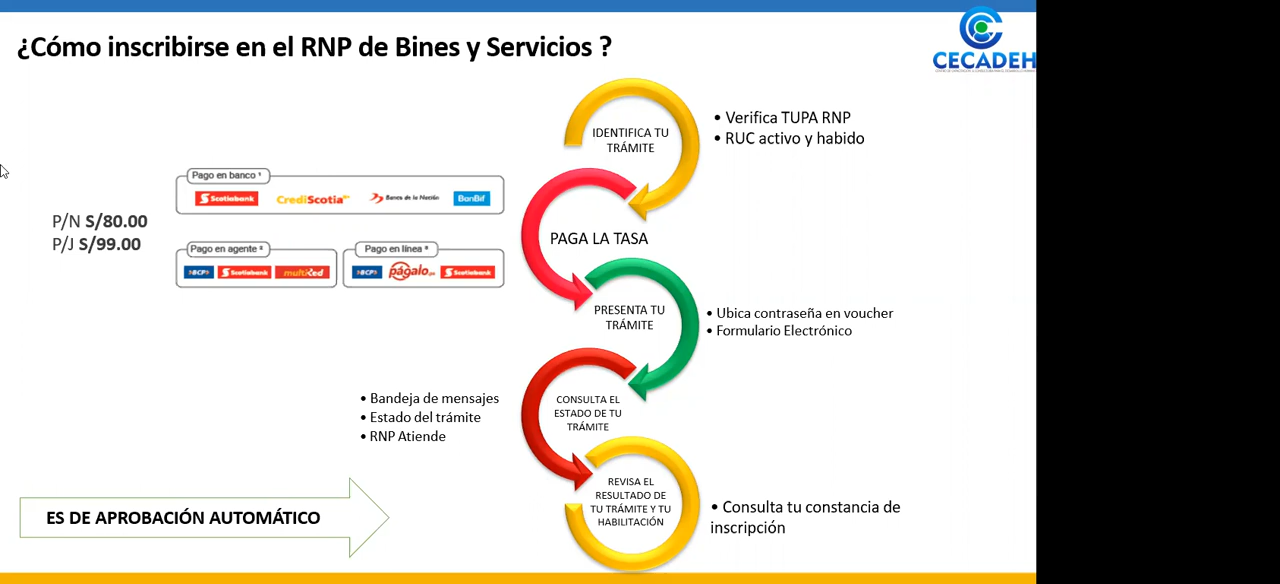 ¿Cómo inscribirse en el RNP de Bines y Servicios ?
CECADEH
IDENTIFICA TU
TRÁMITE
• Verifica TUPA RNP
• RUC activo y habido
P/N S/80.00
P/J S/99.00
Pago en banco ¹
Scotiabank CrediScotia Banco de la Nación BanBif
Pago en agente ²
BCP Scotiabank multired
Pago en línea ³
BCP págalo.pe Scotiabank
PAGA LA TASA
PRESENTA TU
TRÁMITE
• Ubica contraseña en voucher
• Formulario Electrónico
CONSULTA EL
ESTADO DE TU
TRÁMITE
• Bandeja de mensajes
• Estado del trámite
• RNP Atiende
REVISA EL
RESULTADO DE
TU TRÁMITE Y TU
HABILITACIÓN
• Consulta tu constancia de
inscripción
ES DE APROBACIÓN AUTOMÁTICO